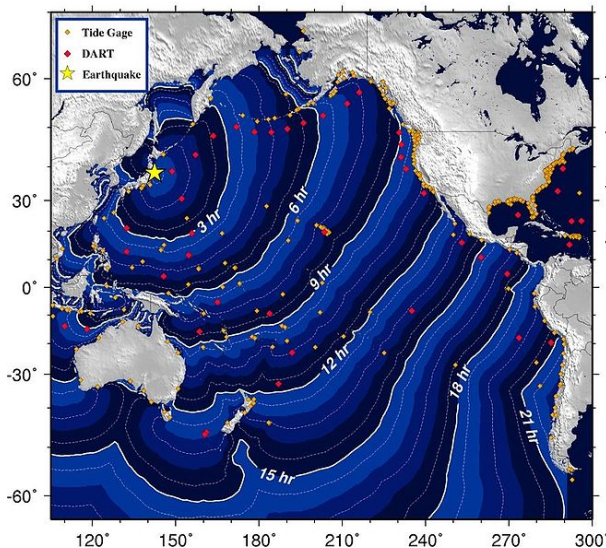 Tide Gage
DART
Earthquake
60°
30°
0°
-30°
-60°
3 hr
6 hr
9 hr
12 hr
15 hr
18 hr
21 hr
120° 150° 180° 210° 240° 270° 300°